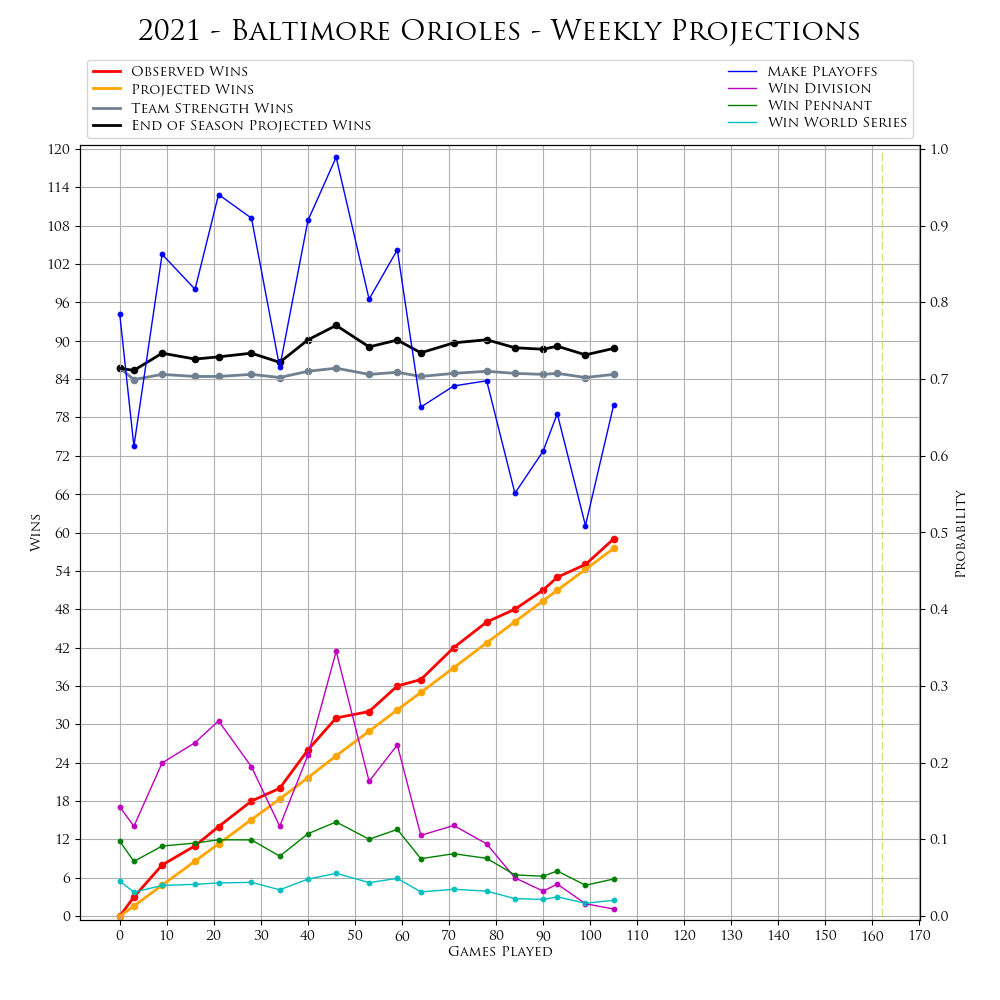 2021 - Baltimore Orioles - Weekly Projections
Observed Wins
Projected Wins
Team Strength Wins
End of Season Projected Wins
Make Playoffs
Win Division
Win Pennant
Win World Series
120
114
108
102
96
90
84
78
72
66
60
54
48
42
36
30
24
18
12
6
0
Wins
1.0
0.9
0.8
0.7
0.6
0.5
0.4
0.3
0.2
0.1
0.0
Probability
0 10 20 30 40 50 60 70 80 90 100 110 120 130 140 150 160 170
Games Played